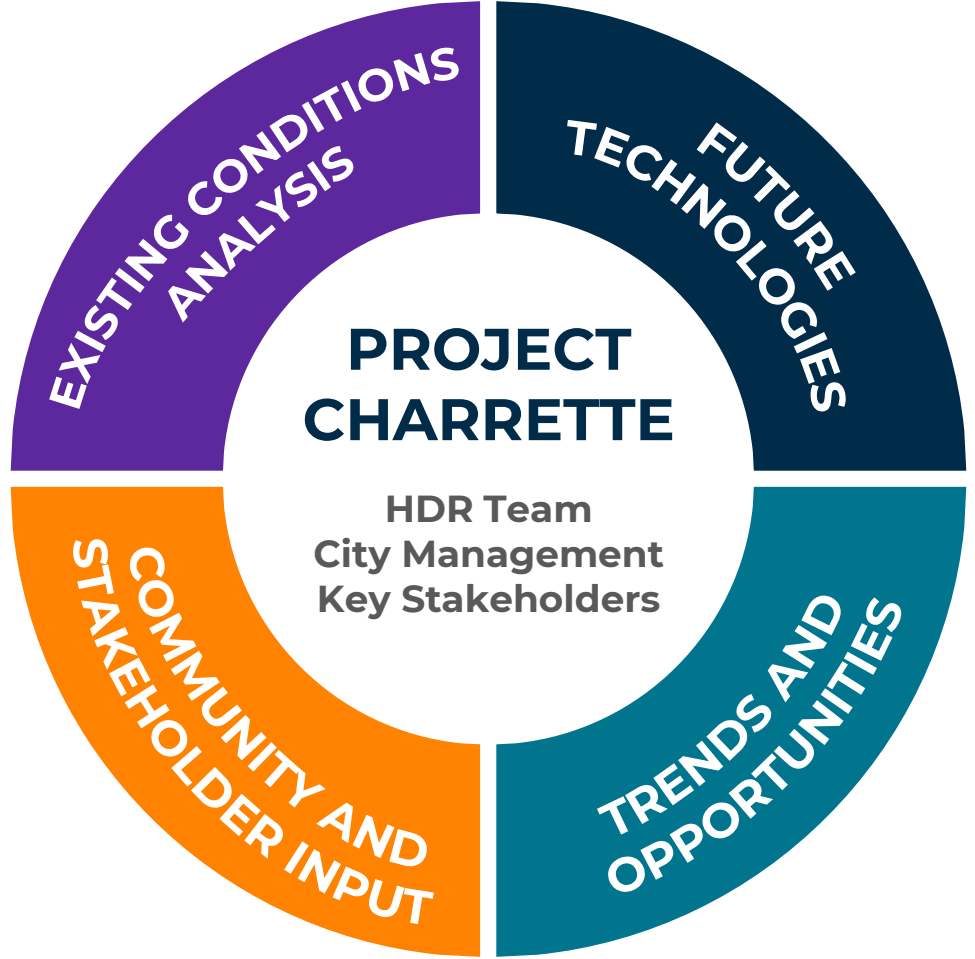 EXISTING CONDITIONS
ANALYSIS
FUTURE
TECHNOLOGIES
PROJECT
CHARRETTE
HDR Team
City Management
Key Stakeholders
COMMUNITY AND
STAKEHOLDER INPUT
TRENDS AND
OPPORTUNITIES